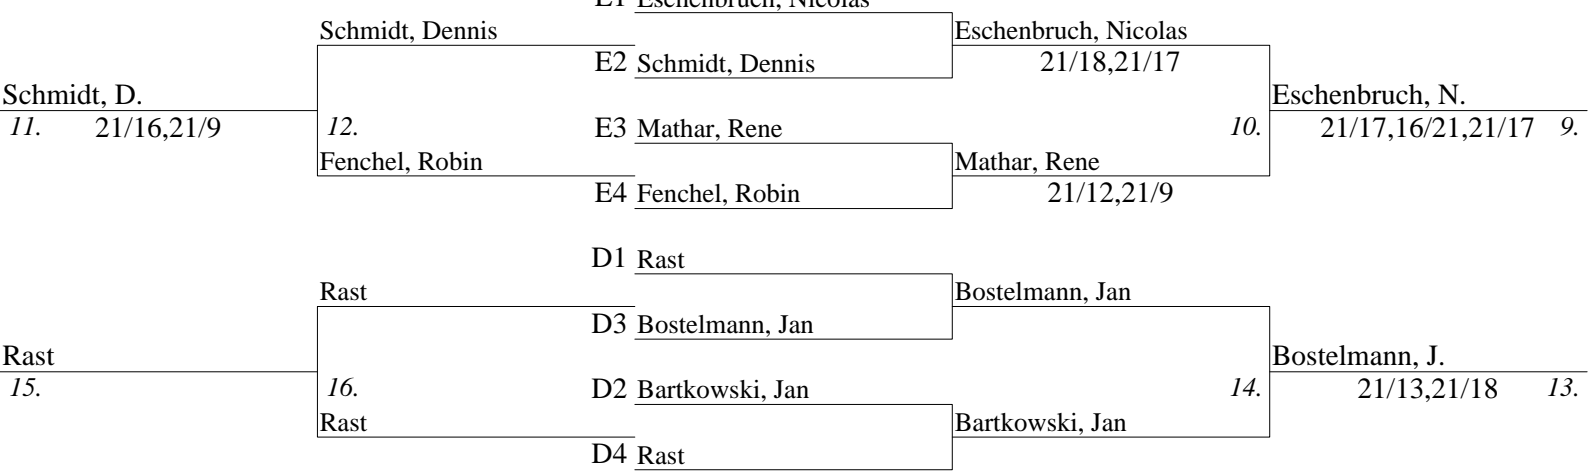 E1 Eschenbruch, Nicolas
Schmidt, Dennis
Eschenbruch, Nicolas
E2 Schmidt, Dennis
21/18,21/17
Schmidt, D.
Eschenbruch, N.
11. 21/16,21/9
12.
E3 Mathar, Rene
10.
21/17,16/21,21/17 9.
Fenchel, Robin
Mathar, Rene
E4 Fenchel, Robin
21/12,21/9
D1 Rast
Rast
Bostelmann, Jan
D3 Bostelmann, Jan
Rast
Bostelmann, J.
15.
16.
D2 Bartkowski, Jan
14.
21/13,21/18 13.
Rast
Bartkowski, Jan
D4 Rast